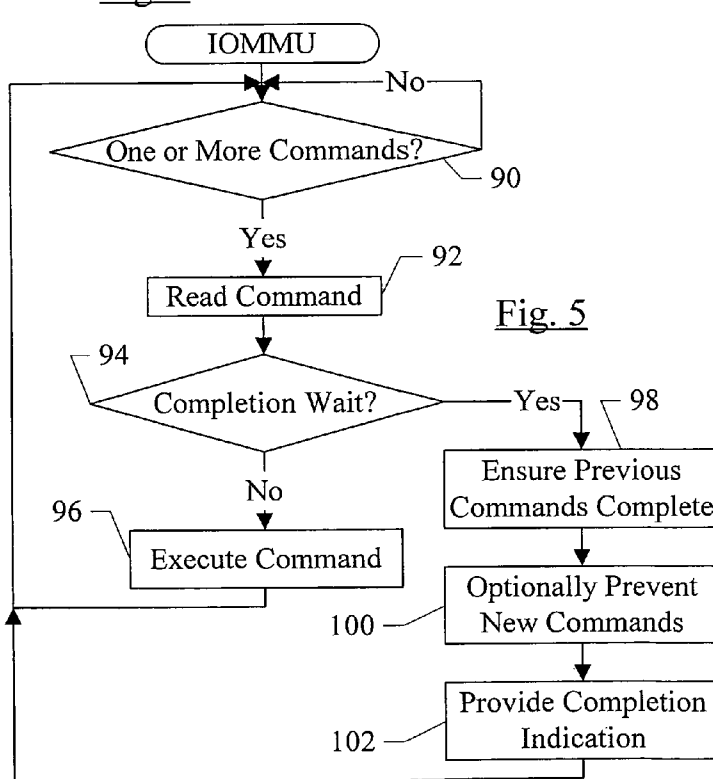 IOMMU
No
One or More Commands?
90
Yes
92
Read Command
Fig. 5
94
Completion Wait?
Yes
98
Ensure Previous
Commands Complete
No
96
Execute Command
Optionally Prevent
New Commands
100
Provide Completion
Indication
102